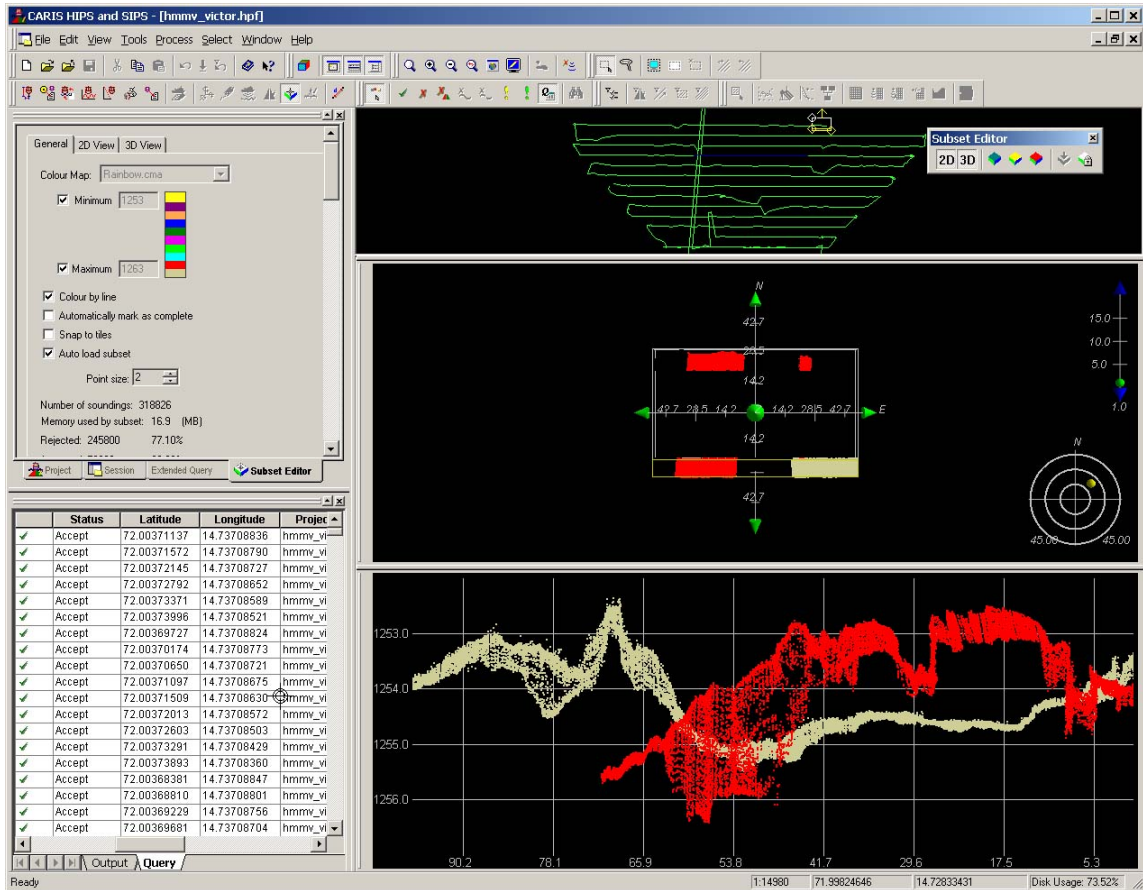 CARIS HIPS and SIPS - [hmmv_victor.hpf]
File Edit View Tools Process Select Window Help
General 2D View 3D View
Colour Map: Rainbow.cma
Minimum 1253
Maximum 1263
Colour by line
Automatically mark as complete
Snap to tiles
Auto load subset
Point size: 2
Number of soundings: 318826
Memory used by subset: 16.9 (MB)
Rejected: 245800 77.10%
Project Session Extended Query Subset Editor
Status Latitude Longitude Projec
Accept 72.00371137 14.73708836 hmmv_vi
Accept 72.00371572 14.73708790 hmmv_vi
Accept 72.00372145 14.73708727 hmmv_vi
Accept 72.00372792 14.73708652 hmmv_vi
Accept 72.00373371 14.73708589 hmmv_vi
Accept 72.00373996 14.73708521 hmmv_vi
Accept 72.00369727 14.73708824 hmmv_vi
Accept 72.00370174 14.73708773 hmmv_vi
Accept 72.00370650 14.73708721 hmmv_vi
Accept 72.00371097 14.73708675 hmmv_vi
Accept 72.00371509 14.73708630 hmmv_vi
Accept 72.00372013 14.73708572 hmmv_vi
Accept 72.00372603 14.73708503 hmmv_vi
Accept 72.00373291 14.73708429 hmmv_vi
Accept 72.00373893 14.73708360 hmmv_vi
Accept 72.00368381 14.73708847 hmmv_vi
Accept 72.00368810 14.73708801 hmmv_vi
Accept 72.00369229 14.73708756 hmmv_vi
Accept 72.00369681 14.73708704 hmmv_vi
Output Query
Subset Editor
2D 3D
N
42.7
28.5
14.2
42.7 28.5 14.2 14.2 28.5 42.7 E
14.2
42.7
15.0
10.0
5.0
1.0
N
45.00 45.00
1253.0
1254.0
1255.0
1256.0
90.2 78.1 65.9 53.8 41.7 29.6 17.5 5.3
Ready 1:14980 71.99824646 14.72833431 Disk Usage: 73.52%